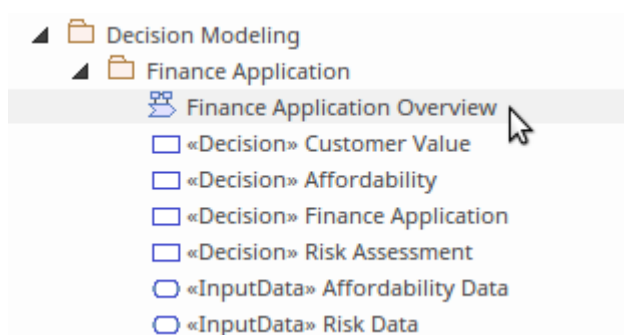 Decision Modeling
Finance Application
Finance Application Overview
«Decision» Customer Value
«Decision» Affordability
«Decision» Finance Application
«Decision» Risk Assessment
«InputData» Affordability Data
«InputData» Risk Data